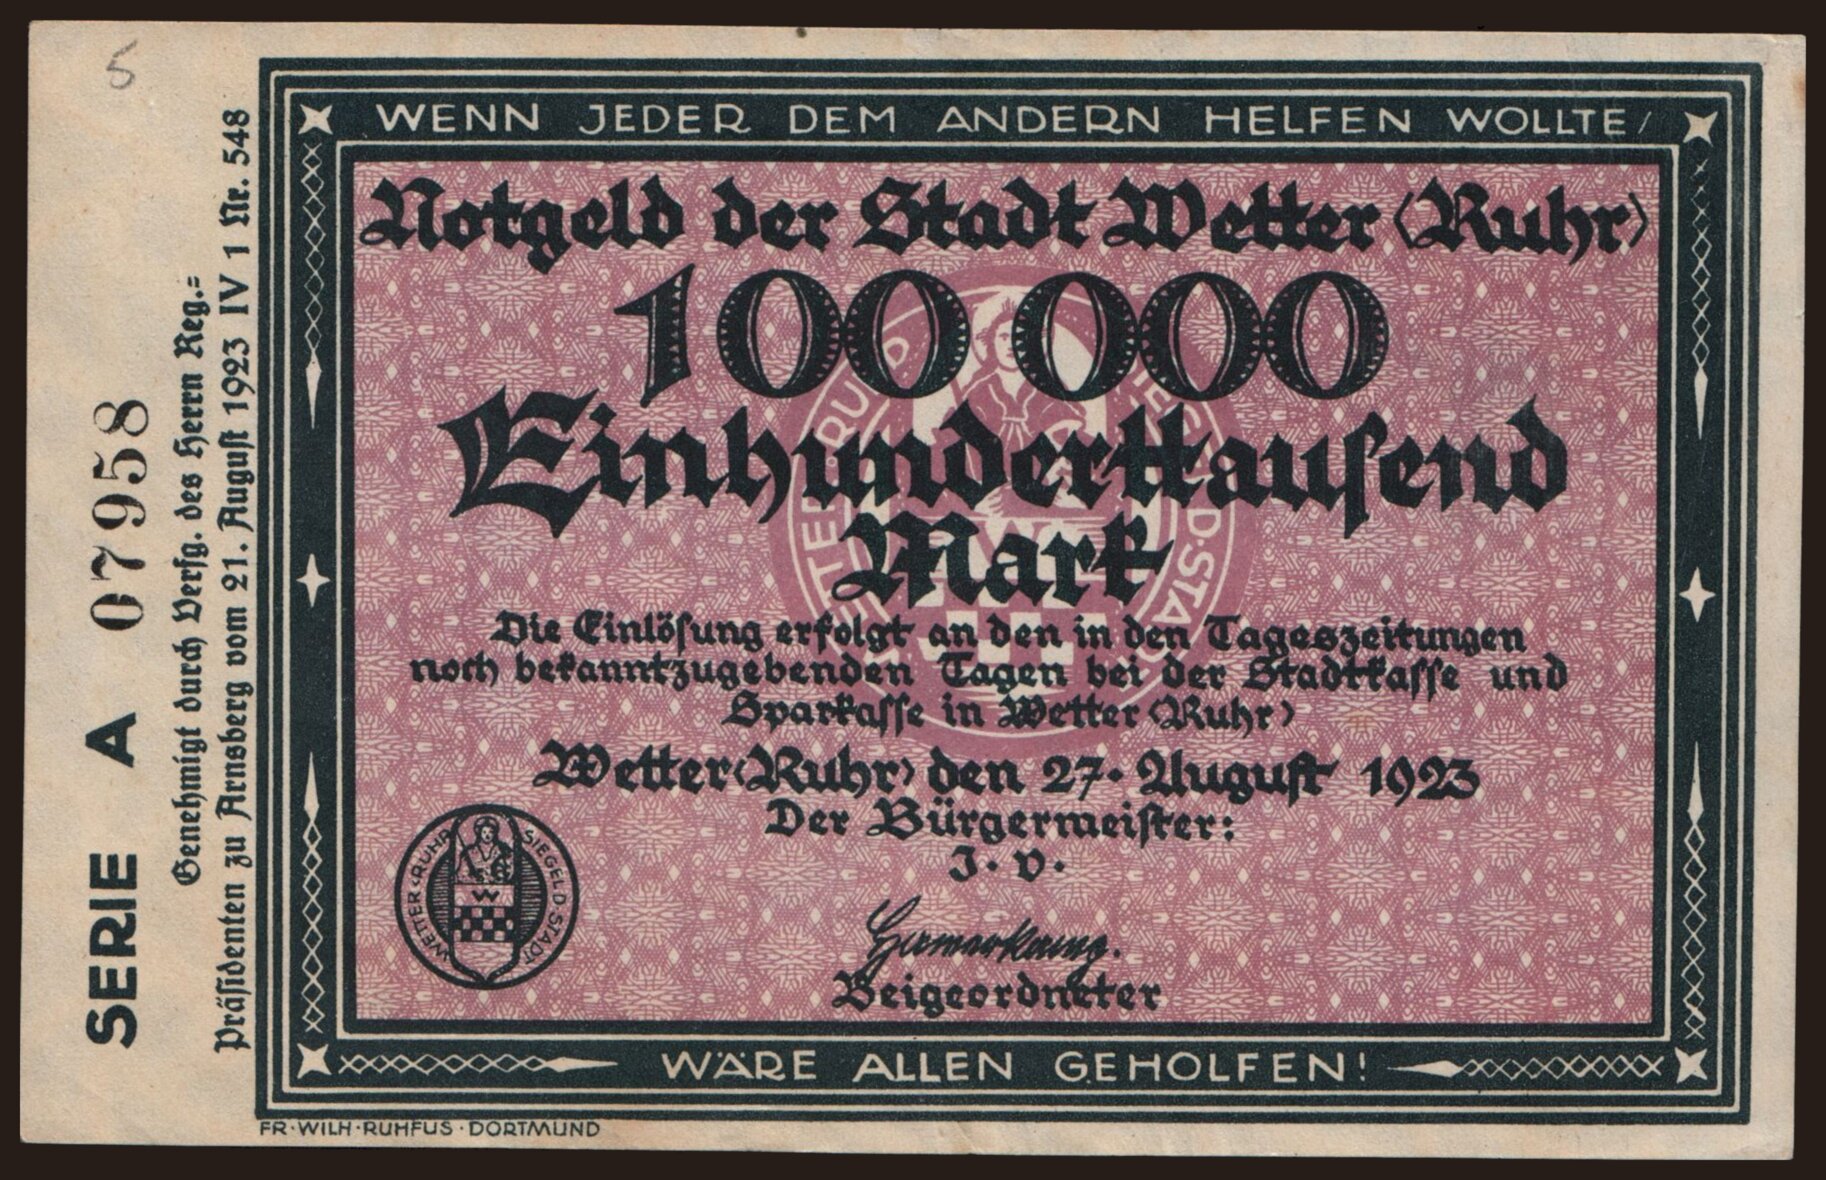 5
SERIE A 07958
Genehmigt durch Verfg. des Herrn Reg.=
Präsidenten zu Arnsberg vom 21. August 1923 IV 1 Nr. 548
WENN JEDER DEM ANDERN HELFEN WOLLTE,
Notgeld der Stadt Wetter (Ruhr)
100 000
Einhunderttausend
Mark
Die Einlösung erfolgt an den in den Tageszeitungen
noch bekanntzugebenden Tagen bei der Stadtkasse und
Sparkasse in Wetter (Ruhr)
Wetter (Ruhr) den 27. August 1923
Der Bürgermeister:
J. V.
Beigeordneter
WETTER-RUHR SIEGEL D. STADT
W
WÄRE ALLEN GEHOLFEN!
FR·WILH·RUHFUS·DORTMUND